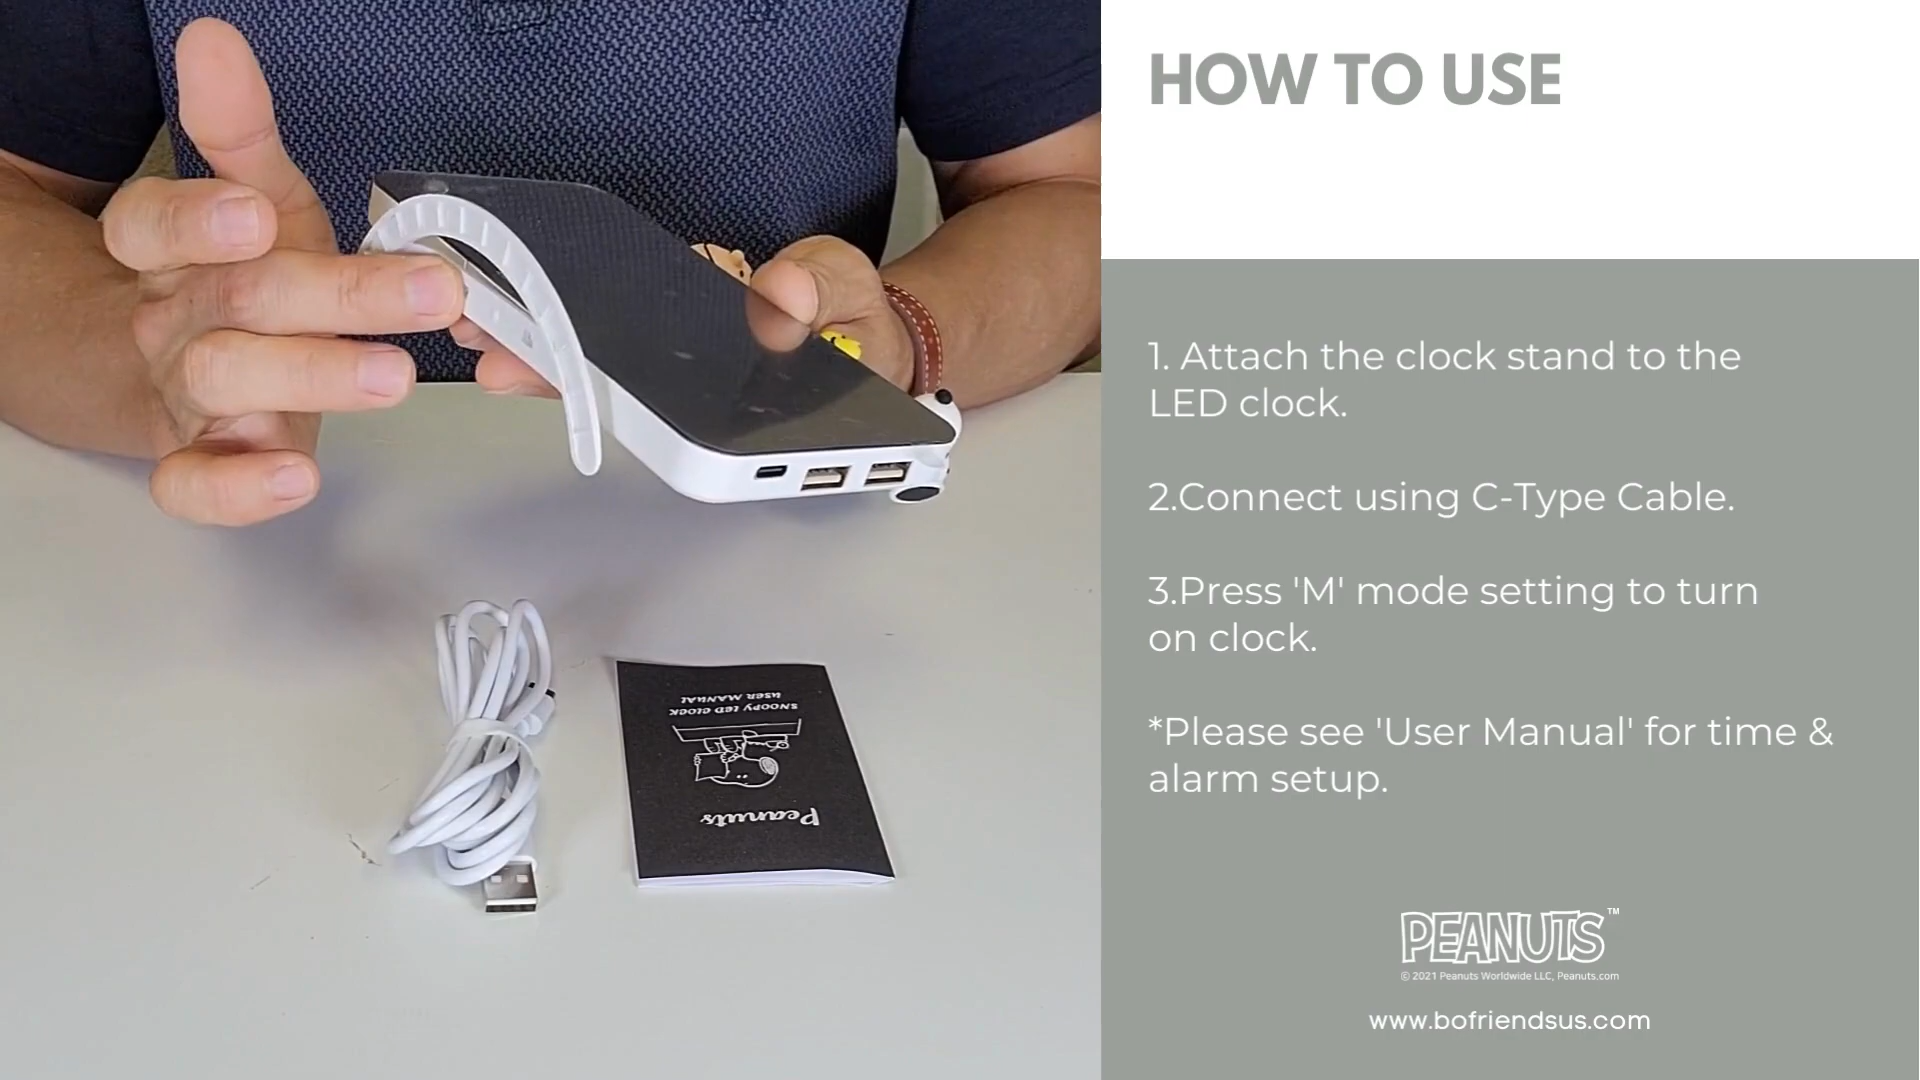 HOW TO USE
1. Attach the clock stand to the
LED clock.
2.Connect using C-Type Cable.
3.Press 'M' mode setting to turn
on clock.
*Please see 'User Manual' for time &
alarm setup.
PEANUTS™
© 2021 Peanuts Worldwide LLC, Peanuts.com
www.bofriendsus.com
Peanuts
SNOOPY LED CLOCK
USER MANUAL